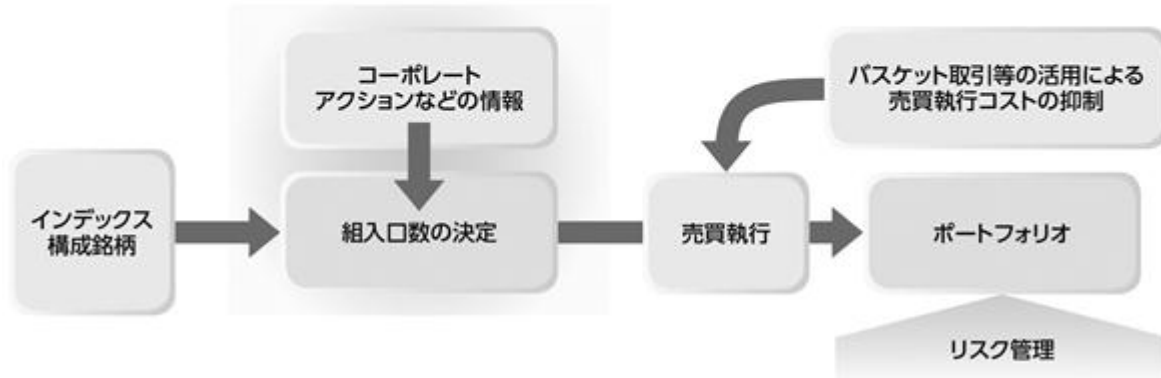 コーポレート
アクションなどの情報
バスケット取引等の活用による
売買執行コストの抑制
インデックス
構成銘柄
組入口数の決定
売買執行
ポートフォリオ
リスク管理